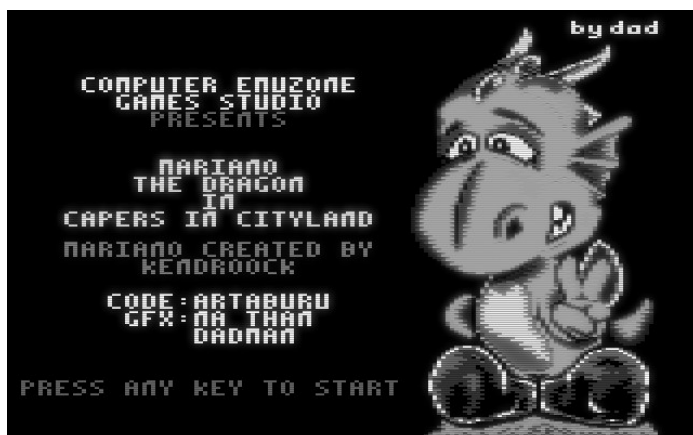 by dad
COMPUTER EMUZONE
GAMES STUDIO
PRESENTS
MARIANO
THE DRAGON
IN
CAPERS IN CITYLAND
MARIANO CREATED BY
KENDROOCK
CODE:ARTABURU
GFX:NA THAN
DADMAN
PRESS ANY KEY TO START